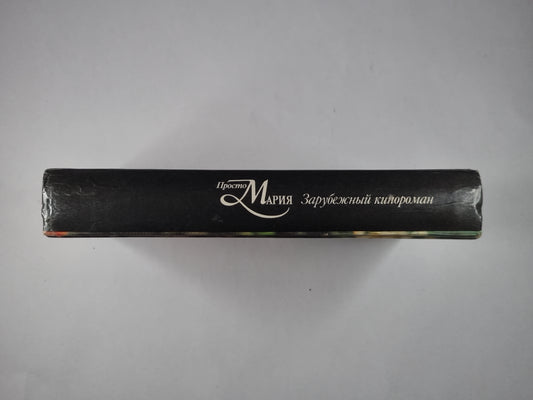 Просто
Мария Зарубежный кинороман